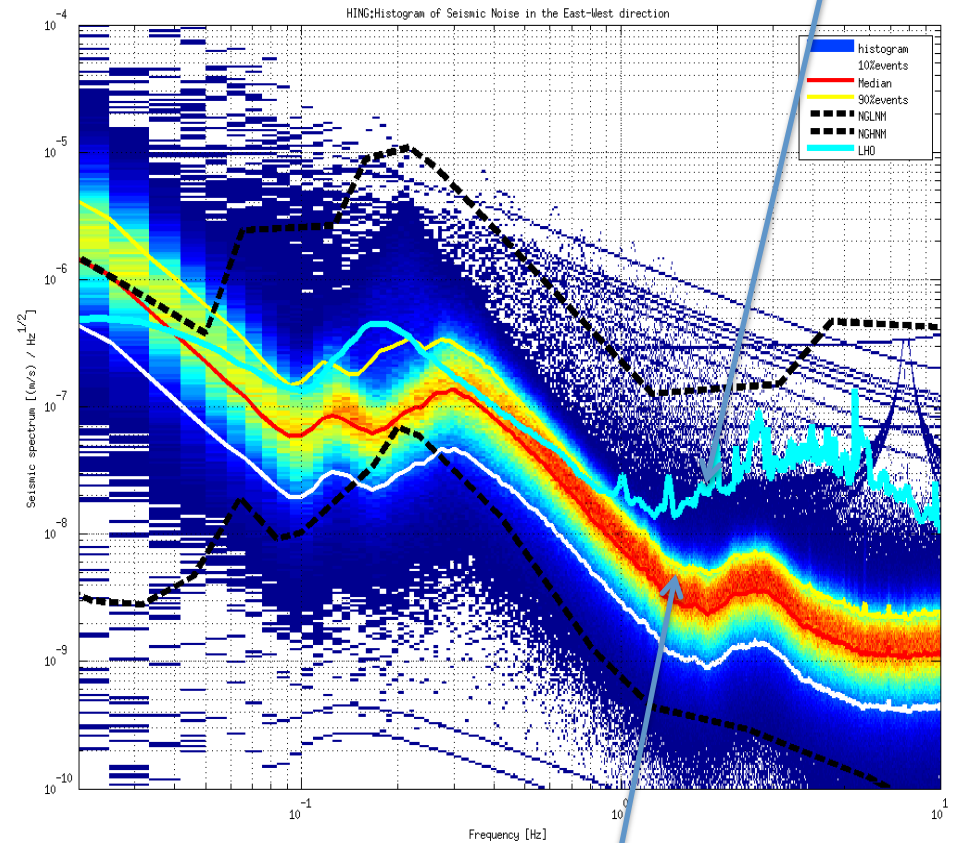 HING:Histogram of Seismic Noise in the East-West direction
histogram
10%events
Median
90%events
NGLNM
NGHNM
LHO
10^-4
10^-5
10^-6
10^-7
10^-8
10^-9
10^-10
Seismic spectrum [(m/s) / Hz^1/2]
10^-1
10^0
10^1
Frequency [Hz]